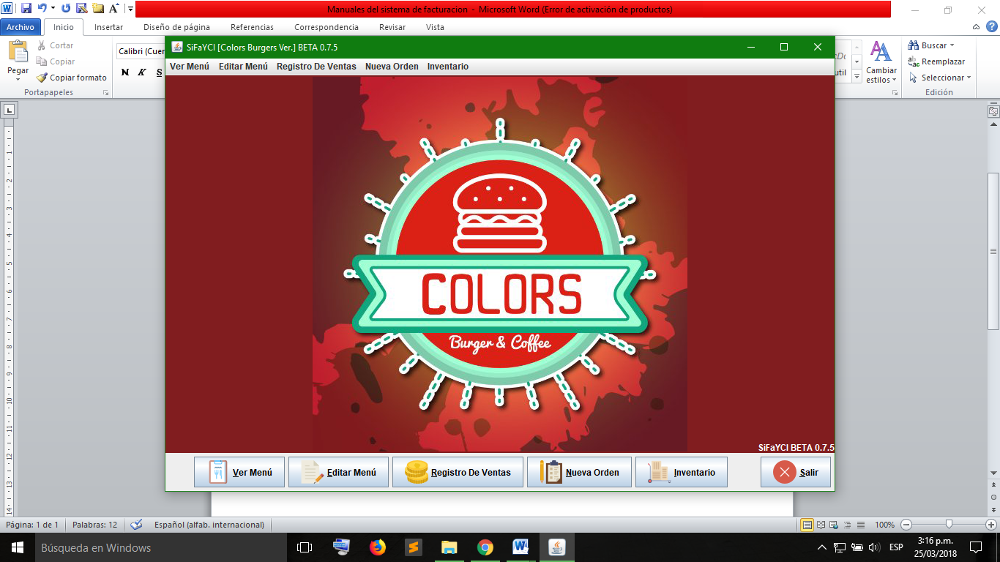 Manuales del sistema de facturacion - Microsoft Word (Error de activación de productos)
Archivo Inicio Insertar Diseño de página Referencias Correspondencia Revisar Vista
SiFaYCI [Colors Burgers Ver.] BETA 0.7.5
Ver Menú Editar Menú Registro De Ventas Nueva Orden Inventario
Pegar
Cortar
Copiar
Copiar formato
Portapapeles
Calibri (Cuer
N K S
Cambiar estilos
Buscar
Reemplazar
Seleccionar
Edición
COLORS
Burger & Coffee
SiFaYCI BETA 0.7.5
Ver Menú Editar Menú Registro De Ventas Nueva Orden Inventario Salir
Página: 1 de 1 Palabras: 12 Español (alfab. internacional) 100%
Búsqueda en Windows
ESP
3:16 p.m.
25/03/2018